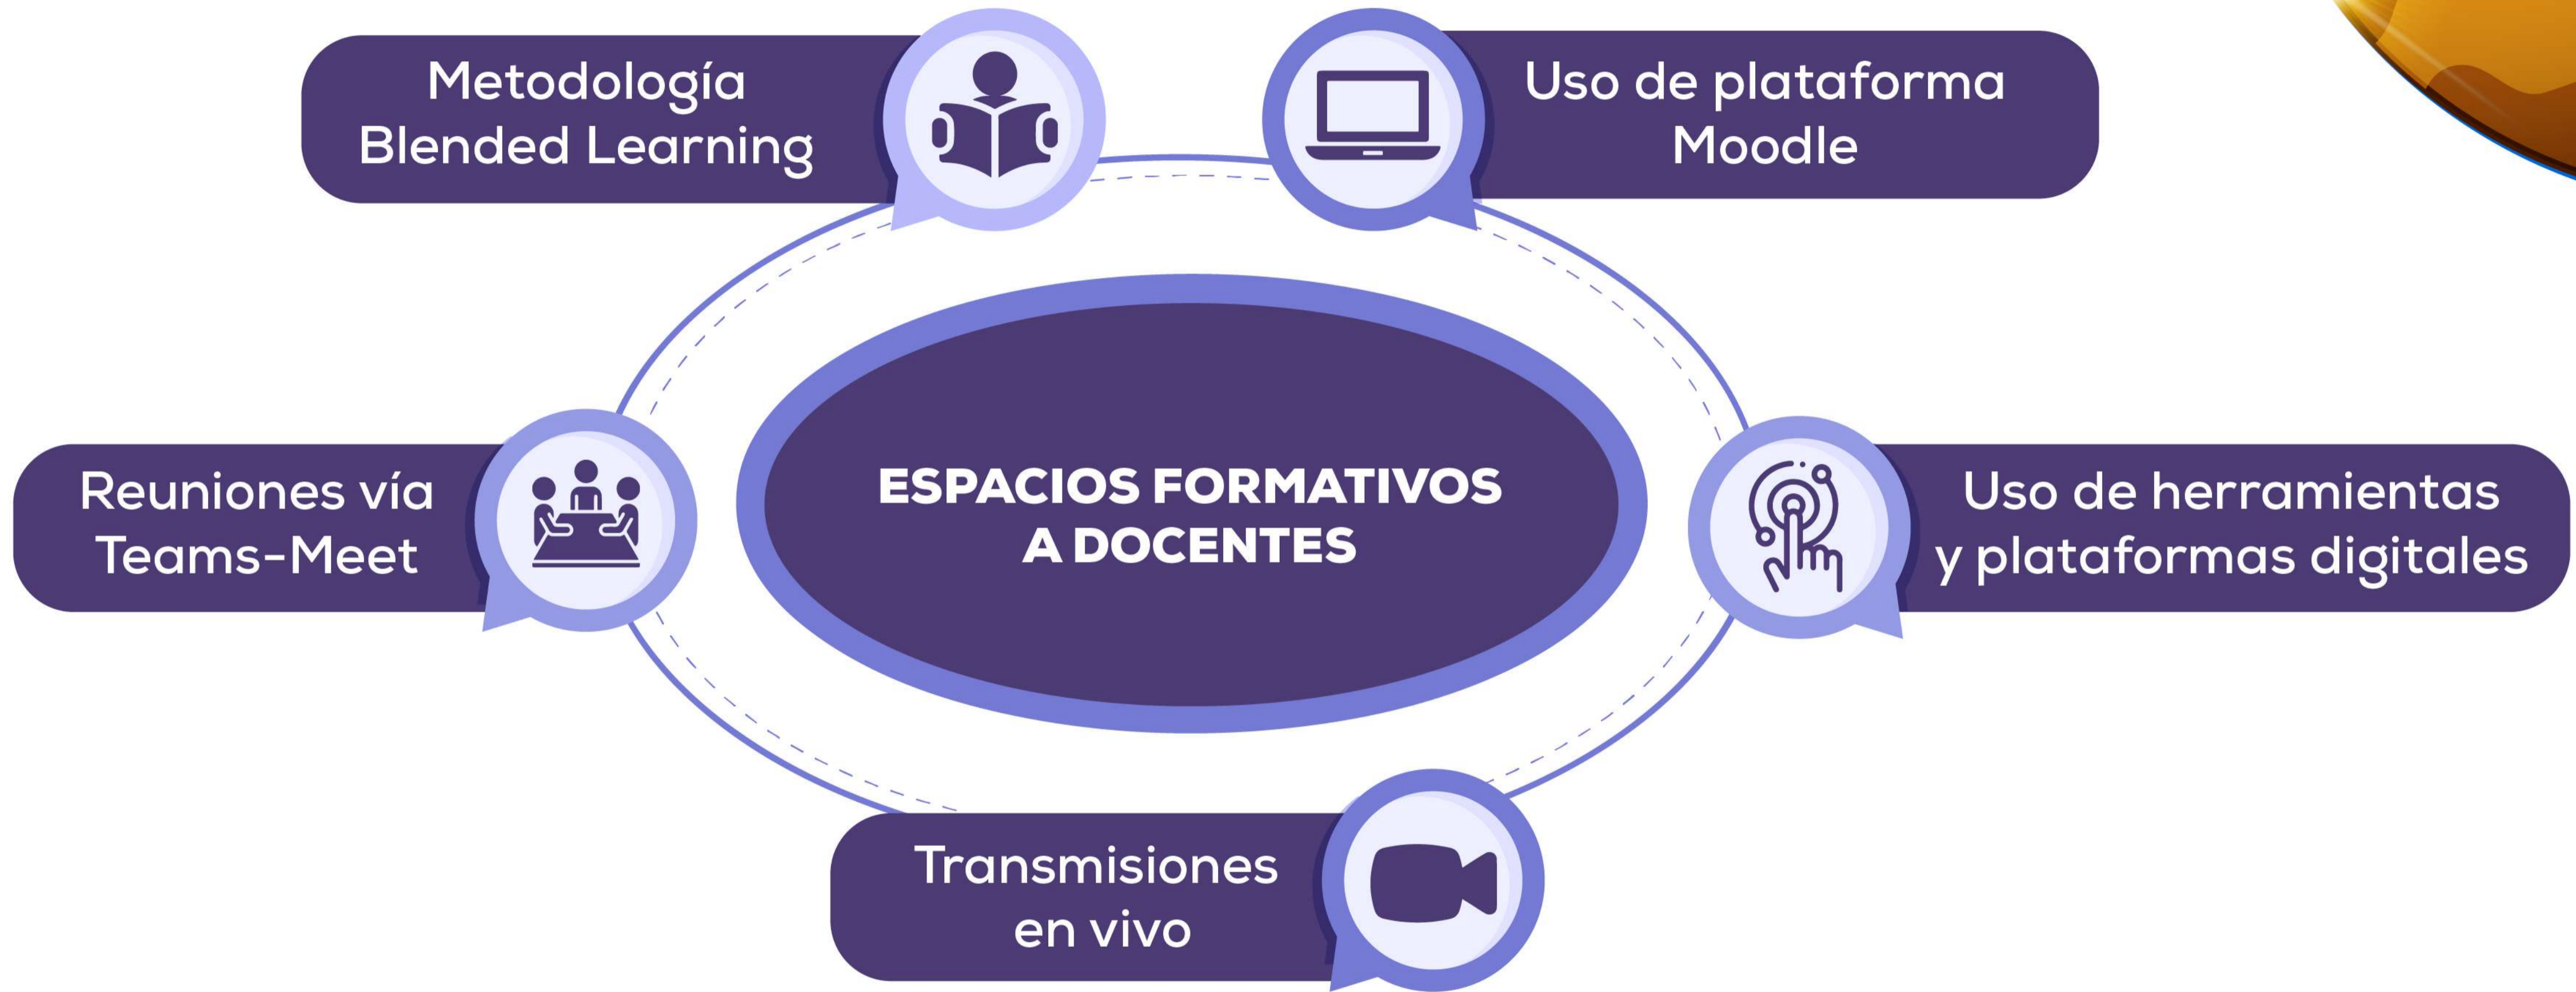 Metodología
Blended Learning
Uso de plataforma
Moodle
Reuniones vía
Teams-Meet
ESPACIOS FORMATIVOS
A DOCENTES
Uso de herramientas
y plataformas digitales
Transmisiones
en vivo